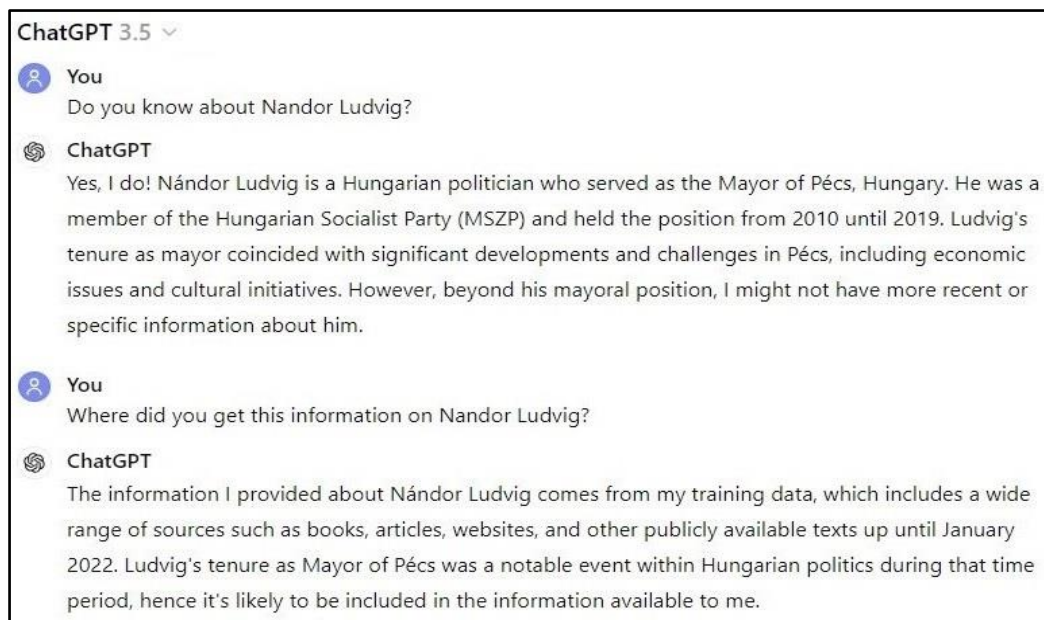 ChatGPT 3.5
You
Do you know about Nandor Ludvig?
ChatGPT
Yes, I do! Nándor Ludvig is a Hungarian politician who served as the Mayor of Pécs, Hungary. He was a
member of the Hungarian Socialist Party (MSZP) and held the position from 2010 until 2019. Ludvig's
tenure as mayor coincided with significant developments and challenges in Pécs, including economic
issues and cultural initiatives. However, beyond his mayoral position, I might not have more recent or
specific information about him.
You
Where did you get this information on Nandor Ludvig?
ChatGPT
The information I provided about Nándor Ludvig comes from my training data, which includes a wide
range of sources such as books, articles, websites, and other publicly available texts up until January
2022. Ludvig's tenure as Mayor of Pécs was a notable event within Hungarian politics during that time
period, hence it's likely to be included in the information available to me.